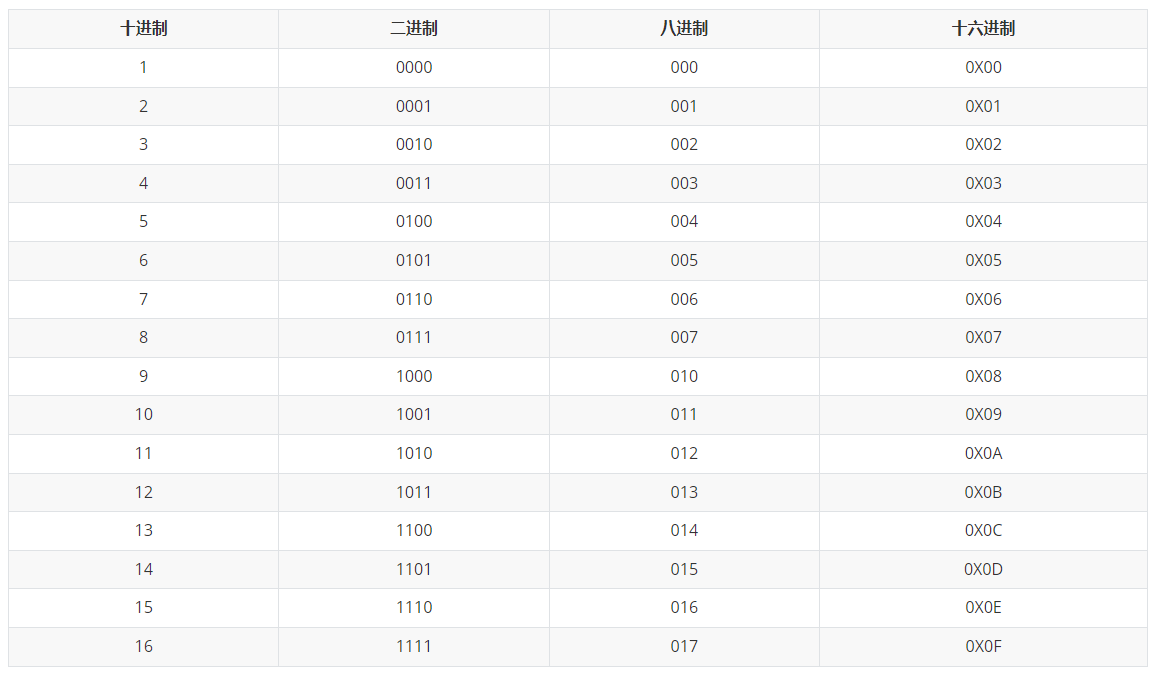 十进制 二进制 八进制 十六进制
1 0000 000 0X00
2 0001 001 0X01
3 0010 002 0X02
4 0011 003 0X03
5 0100 004 0X04
6 0101 005 0X05
7 0110 006 0X06
8 0111 007 0X07
9 1000 010 0X08
10 1001 011 0X09
11 1010 012 0X0A
12 1011 013 0X0B
13 1100 014 0X0C
14 1101 015 0X0D
15 1110 016 0X0E
16 1111 017 0X0F